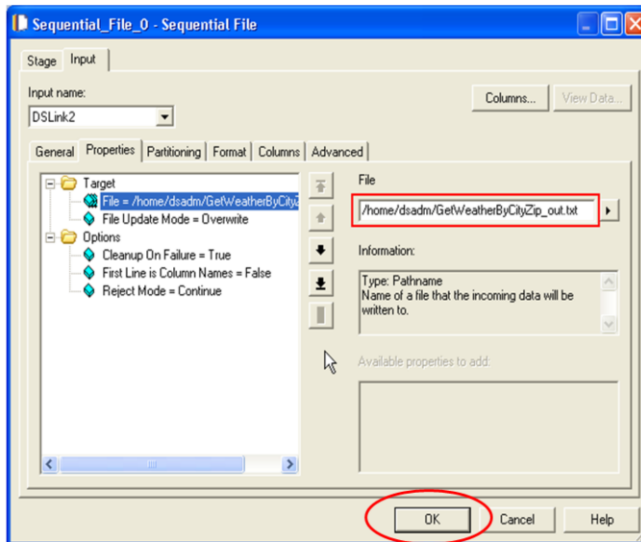 Sequential_File_0 - Sequential File
Stage Input
Input name:
DSLink2
Columns... View Data...
General Properties Partitioning Format Columns Advanced
Target
File = /home/dsadm/GetWeatherByCityZ
File Update Mode = Overwrite
Options
Cleanup On Failure = True
First Line is Column Names = False
Reject Mode = Continue
File
/home/dsadm/GetWeatherByCityZip_out.txt
Information:
Type: Pathname
Name of a file that the incoming data will be
written to.
Available properties to add:
OK Cancel Help